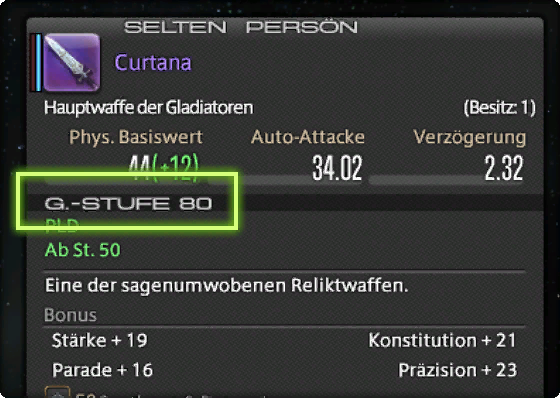 SELTEN PERSÖN
Curtana
Hauptwaffe der Gladiatoren (Besitz: 1)
Phys. Basiswert Auto-Attacke Verzögerung
44(+12) 34.02 2.32
G.-STUFE 80
PLD
Ab St. 50
Eine der sagenumwobenen Reliktwaffen.
Bonus
Stärke + 19 Konstitution + 21
Parade + 16 Präzision + 23